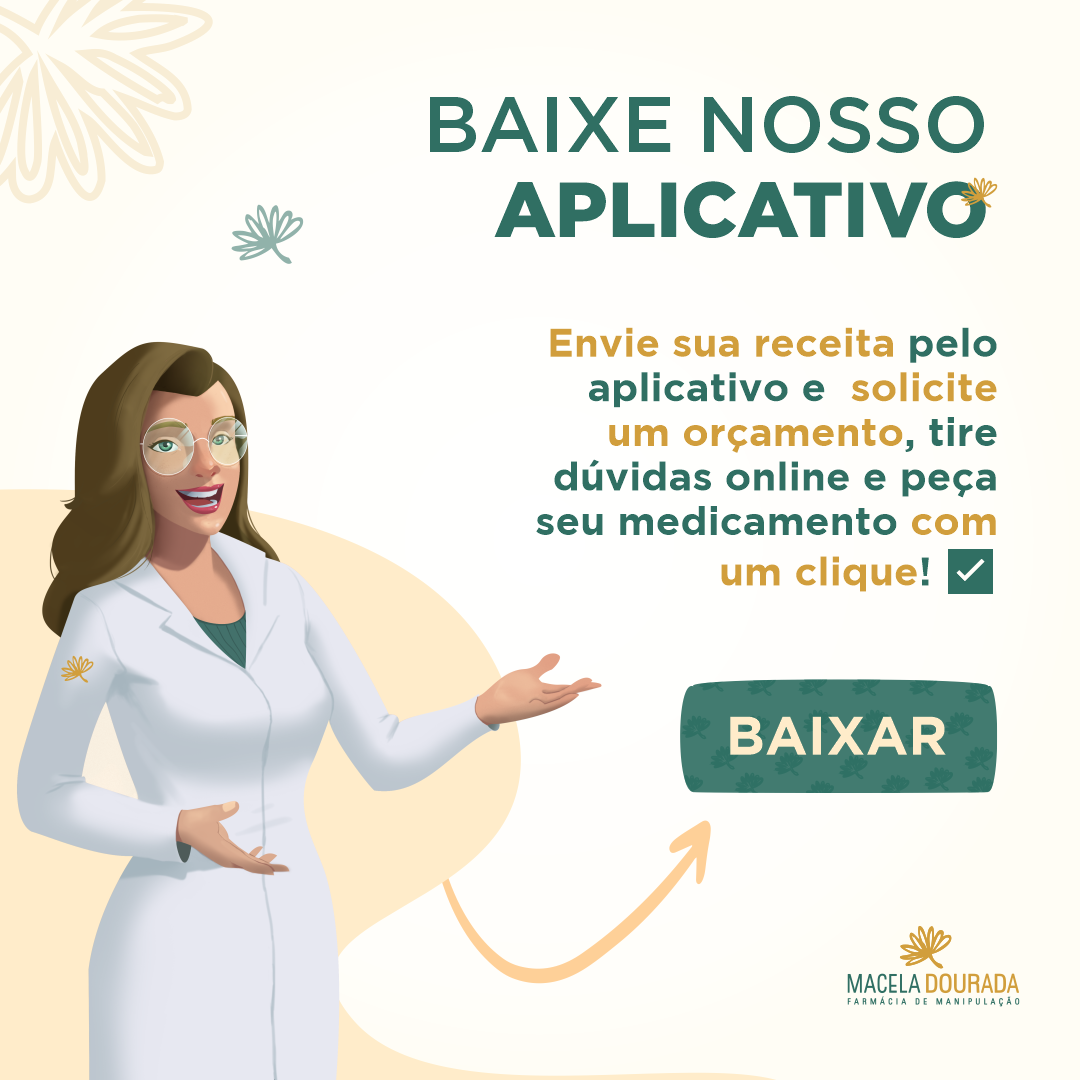 BAIXE NOSSO
APLICATIVO
Envie sua receita pelo
aplicativo e solicite
um orçamento, tire
dúvidas online e peça
seu medicamento com
um clique!
BAIXAR
MACELA DOURADA
FARMÁCIA DE MANIPULAÇÃO